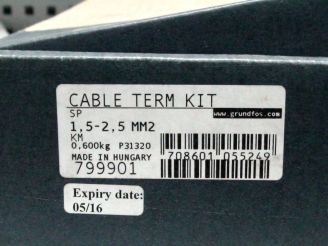 CABLE TERM KIT
SP
www.grundfos.com
1,5-2,5 MM2
KM
0,600kg P31320
MADE IN HUNGARY
708601 055249
799901
Expiry date:
05/16